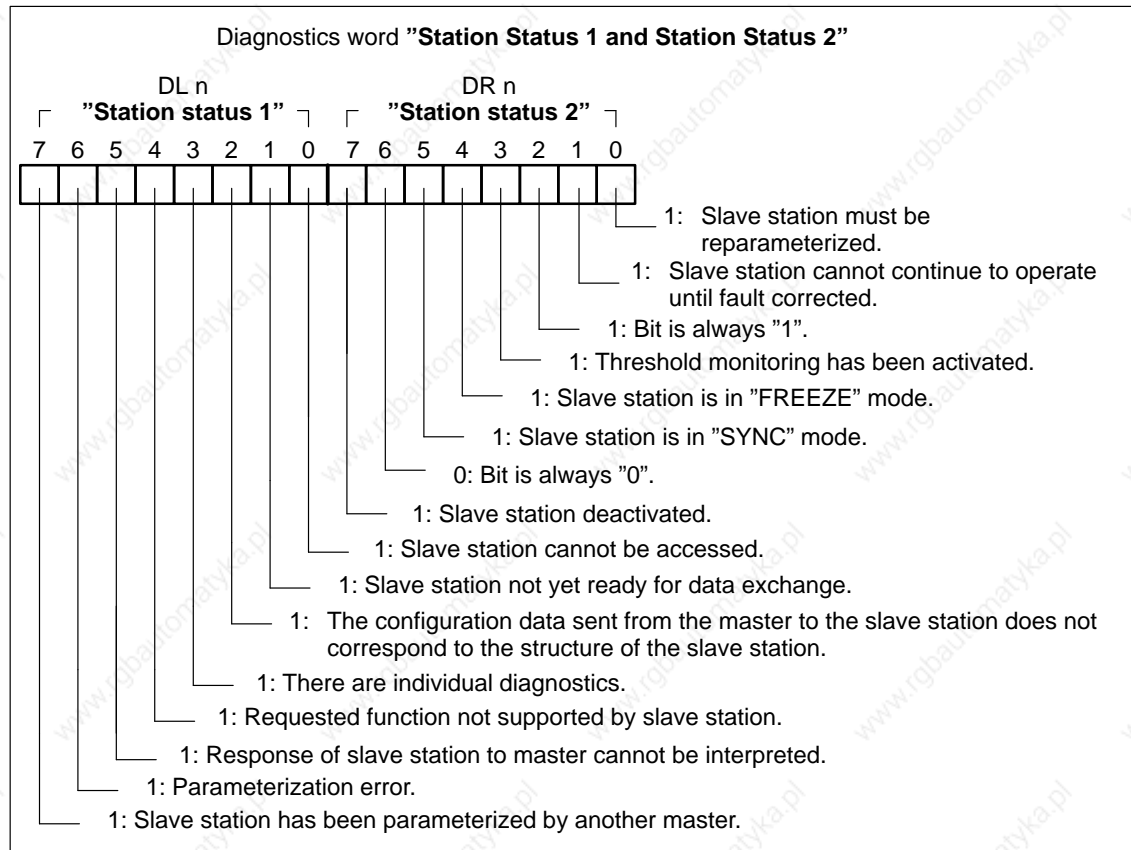 Diagnostics word ”Station Status 1 and Station Status 2”
DL n DR n
”Station status 1” ”Station status 2”
7 6 5 4 3 2 1 0 7 6 5 4 3 2 1 0
1: Slave station must be
reparameterized.
1: Slave station cannot continue to operate
until fault corrected.
1: Bit is always ”1”.
1: Threshold monitoring has been activated.
1: Slave station is in ”FREEZE” mode.
1: Slave station is in ”SYNC” mode.
0: Bit is always ”0”.
1: Slave station deactivated.
1: Slave station cannot be accessed.
1: Slave station not yet ready for data exchange.
1: The configuration data sent from the master to the slave station does not
correspond to the structure of the slave station.
1: There are individual diagnostics.
1: Requested function not supported by slave station.
1: Response of slave station to master cannot be interpreted.
1: Parameterization error.
1: Slave station has been parameterized by another master.
www.rgbautomatyka.pl